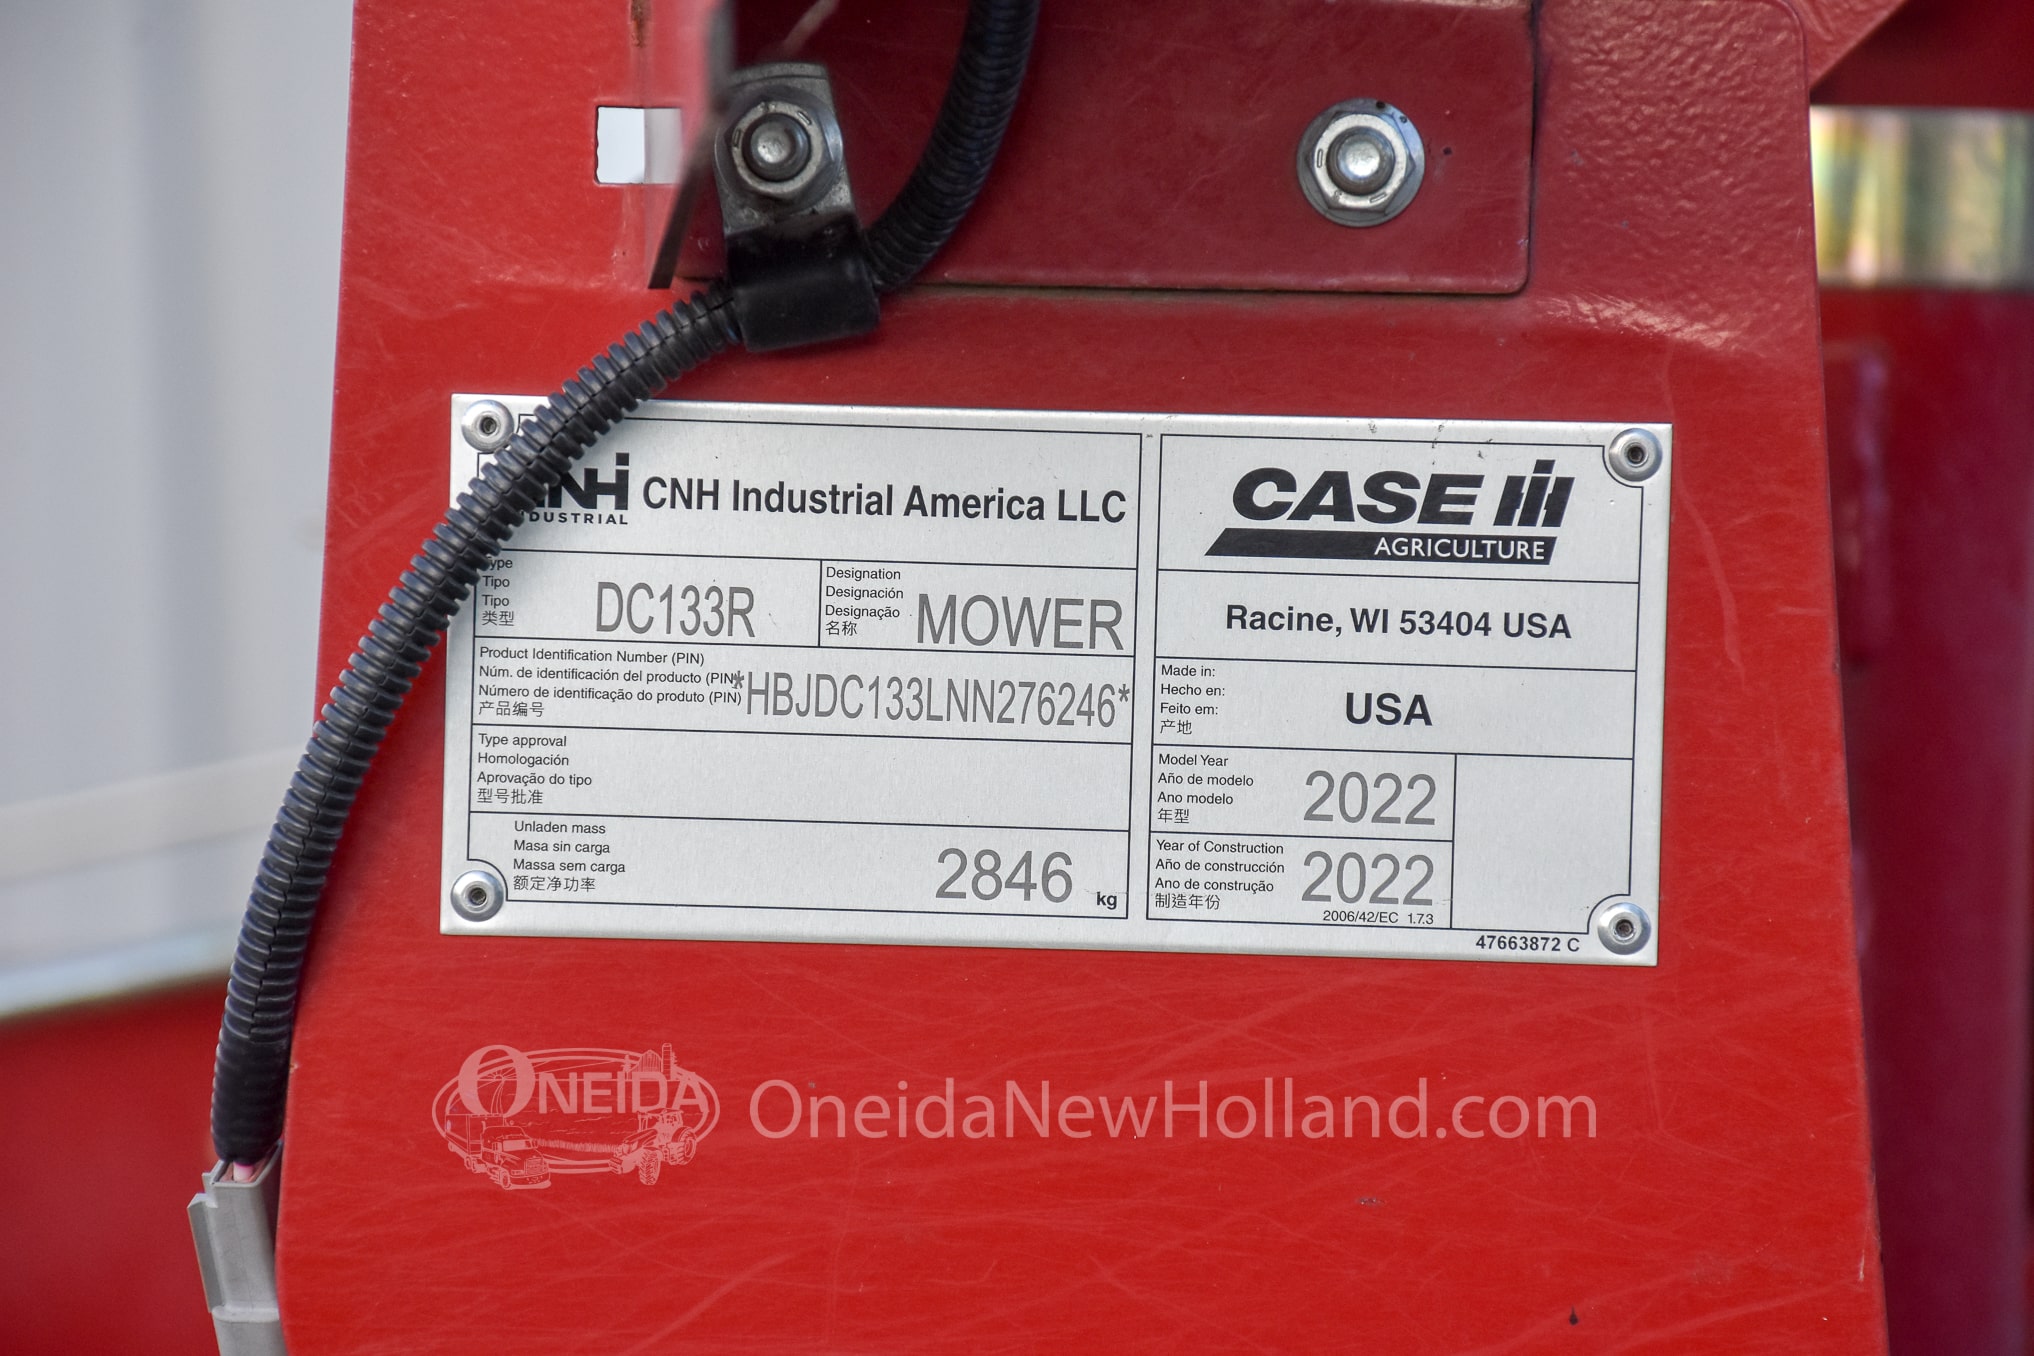 CNH Industrial America LLC
INDUSTRIAL
Type
Tipo
Tipo
类型
DC133R
Designation
Designación
Designação
名称
MOWER
Product Identification Number (PIN)
Núm. de identificación del producto (PIN)
Número de identificação do produto (PIN)
产品编号
*HBJDC133LNN276246*
Type approval
Homologación
Aprovação do tipo
型号批准
Unladen mass
Masa sin carga
Massa sem carga
额定净功率
2846 kg
CASE IH
AGRICULTURE
Racine, WI 53404 USA
Made in:
Hecho en:
Feito em:
产地
USA
Model Year
Año de modelo
Ano modelo
年型
2022
Year of Construction
Año de construcción
Ano de construção
制造年份
2022
2006/42/EC 1.7.3
47663872 C
ONEIDA
OneidaNewHolland.com